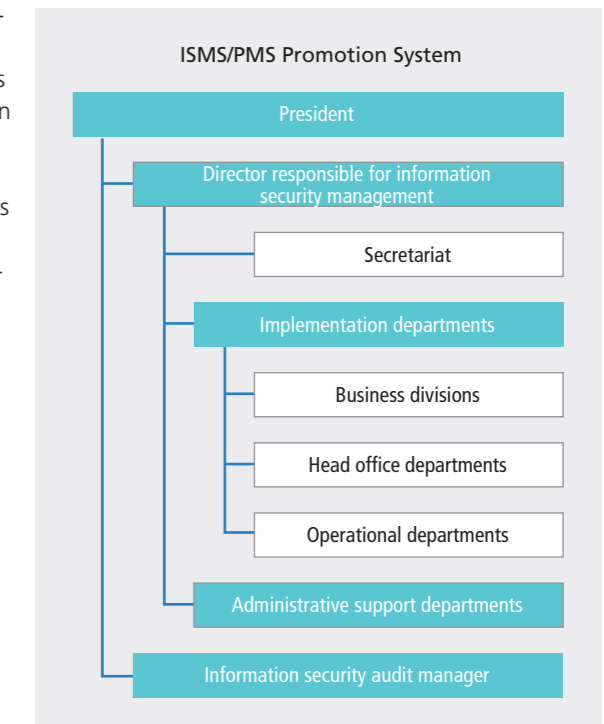 ISMS/PMS Promotion System
President
Director responsible for information
security management
Secretariat
Implementation departments
Business divisions
Head office departments
Operational departments
Administrative support departments
Information security audit manager